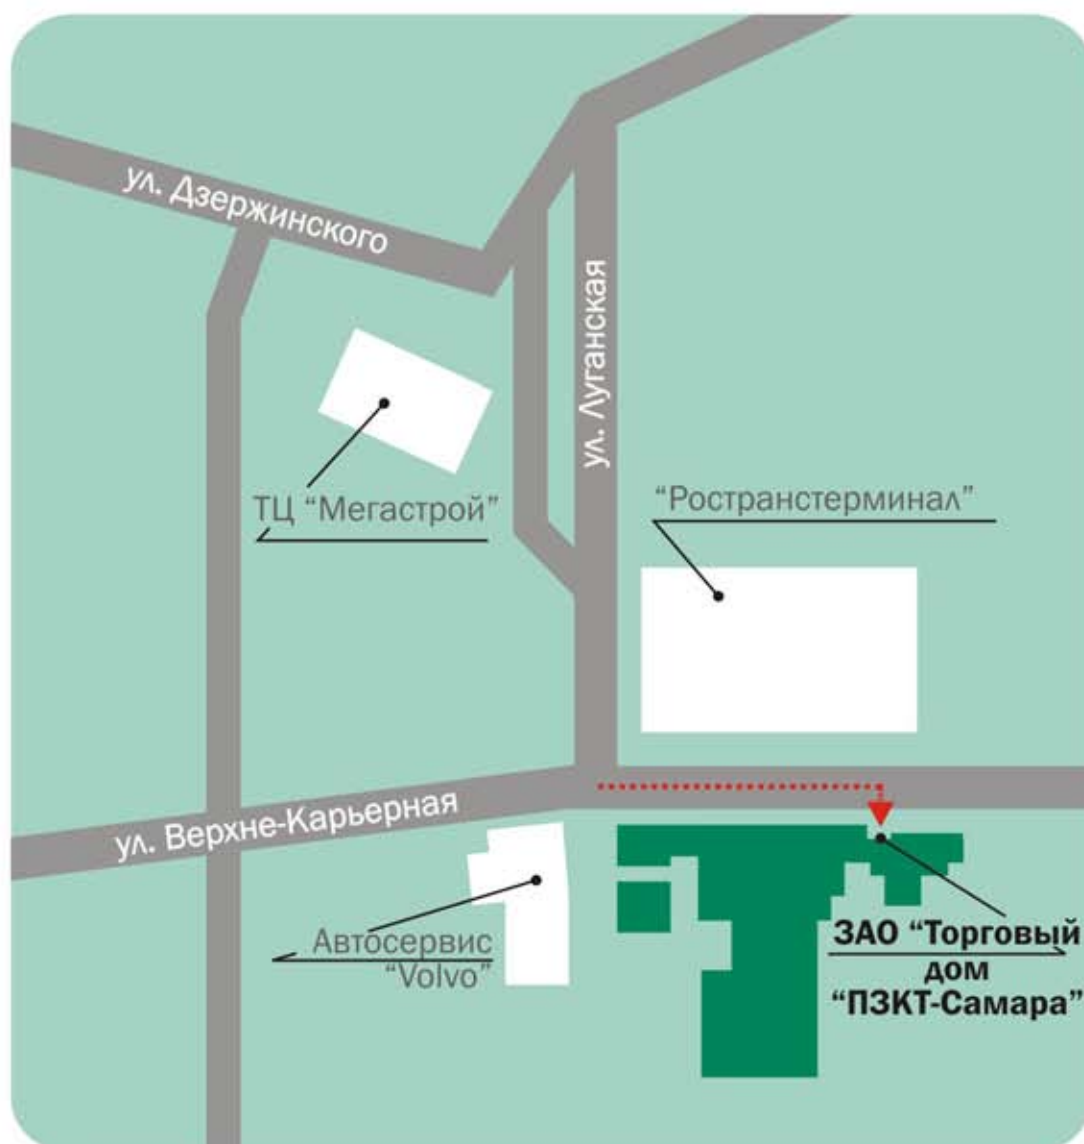 ул. Дзержинского
ул. Луганская
ТЦ “Мегастрой”
“Ространстерминал”
ул. Верхне-Карьерная
Автосервис
“Volvo”
ЗАО “Торговый
дом
“ПЗКТ-Самара”